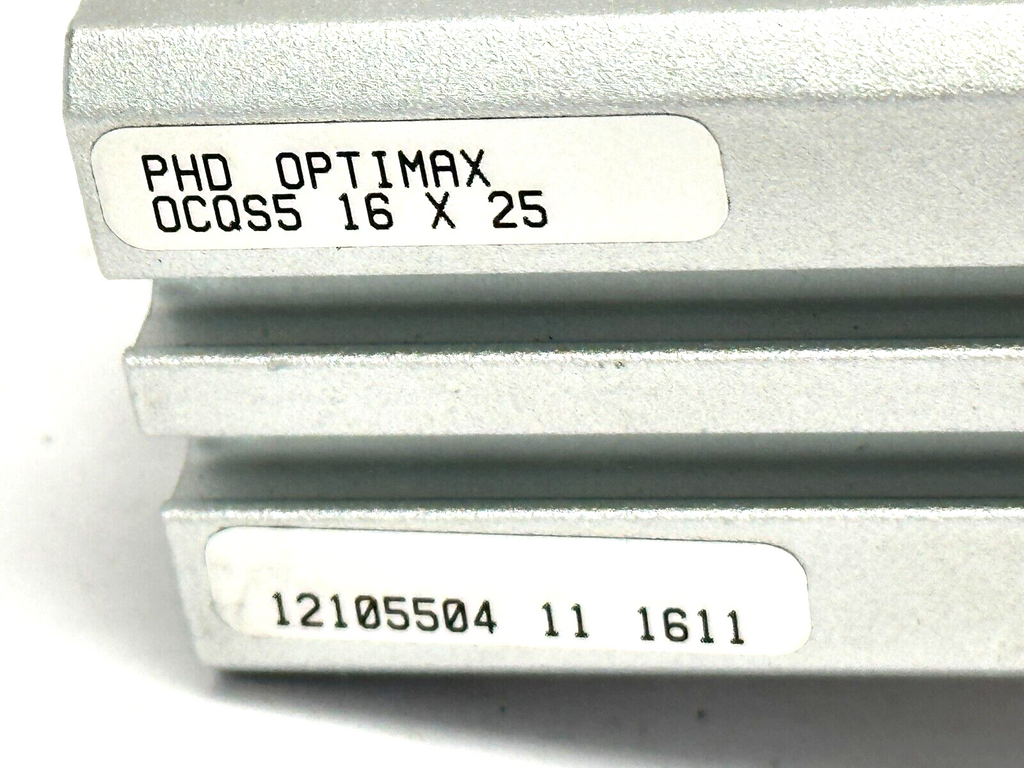 PHD OPTIMAX
OCQS5 16 X 25
12105504 11 1611